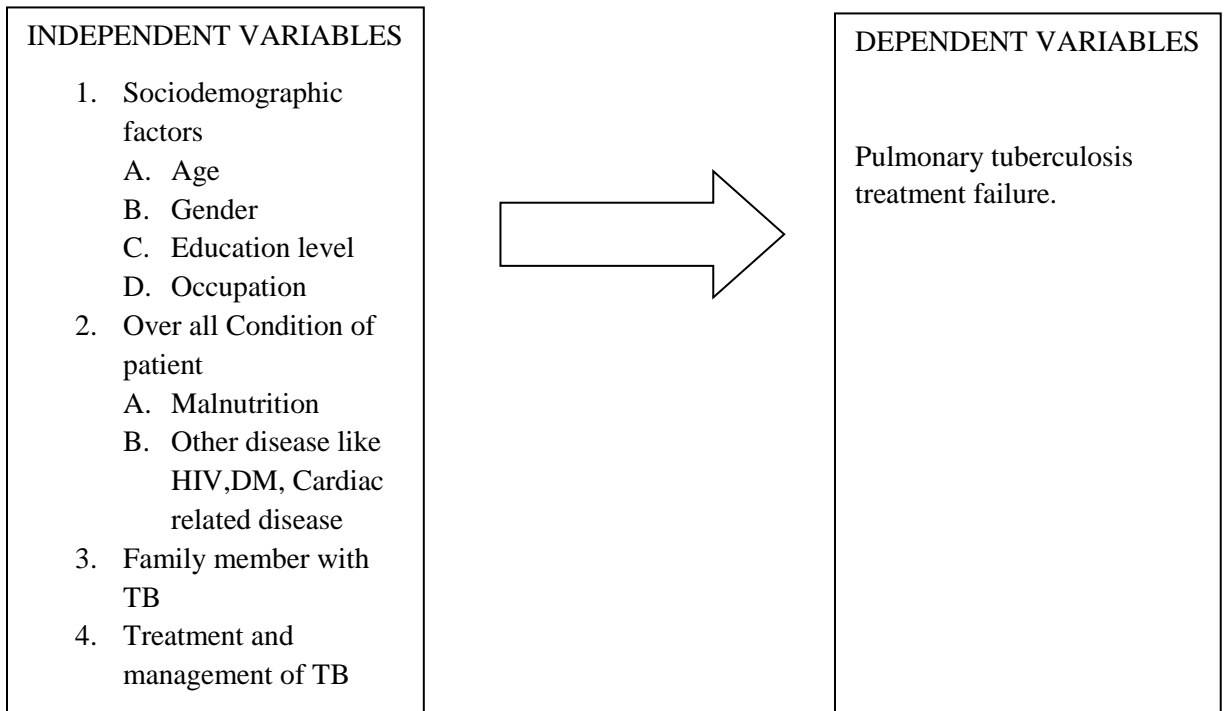 INDEPENDENT VARIABLES
1. Sociodemographic
factors
A. Age
B. Gender
C. Education level
D. Occupation
2. Over all Condition of
patient
A. Malnutrition
B. Other disease like
HIV,DM, Cardiac
related disease
3. Family member with
TB
4. Treatment and
management of TB
DEPENDENT VARIABLES
Pulmonary tuberculosis
treatment failure.